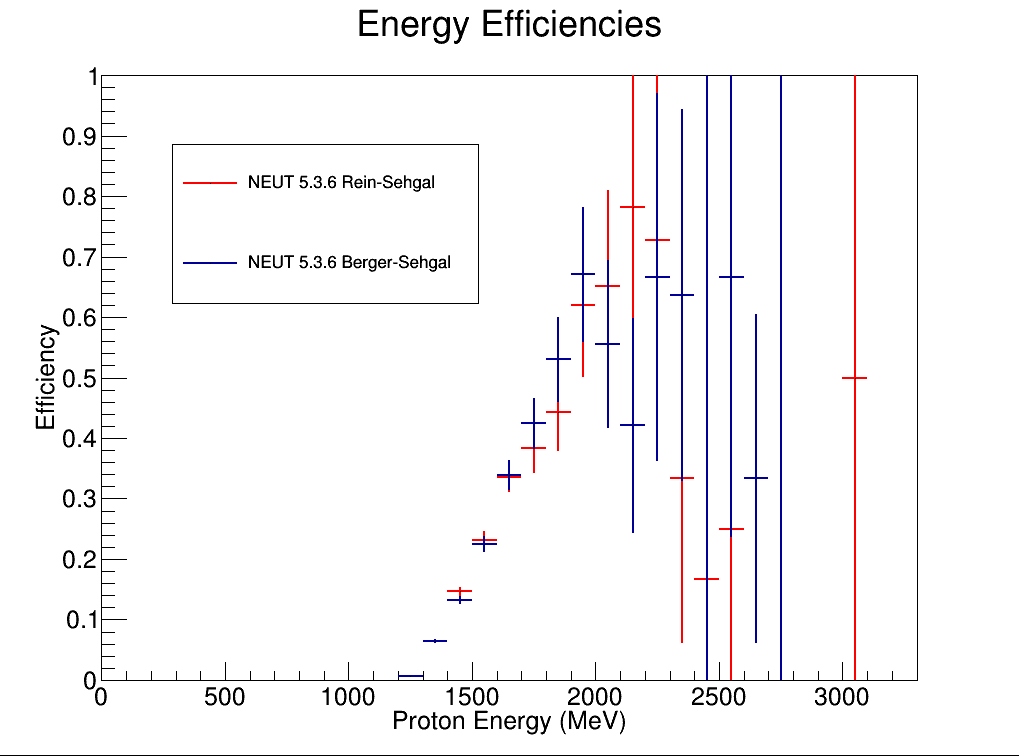 Energy Efficiencies
1
0.9
0.8
0.7
0.6
0.5
0.4
0.3
0.2
0.1
0
Efficiency
NEUT 5.3.6 Rein-Sehgal
NEUT 5.3.6 Berger-Sehgal
0 500 1000 1500 2000 2500 3000
Proton Energy (MeV)